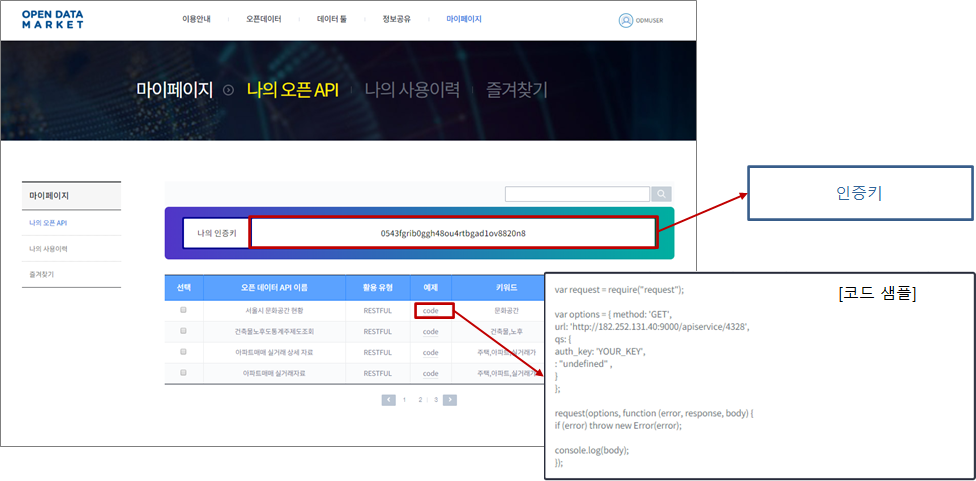 OPEN DATA
MARKET
이용안내 오픈데이터 데이터 툴 정보공유 마이페이지
ODMUSER
마이페이지 나의 오픈 API 나의 사용이력 즐겨찾기
마이페이지
나의 오픈 API
나의 사용이력
즐겨찾기
나의 인증키 0543fgrib0ggh48ou4rtbgad1ov8820n8
인증키
선택 오픈 데이터 API 이름 활용 유형 예제 키워드
서울시 문화공간 현황 RESTFUL code 문화공간
건축물노후도통계주제도조회 RESTFUL code 건축물,노후
아파트매매 실거래 상세 자료 RESTFUL code 주택,아파트,실거래가
아파트매매 실거래자료 RESTFUL code 주택,아파트,실거래가
< 1 2 3 >
[코드 샘플]
var request = require("request");
var options = { method: 'GET',
url: 'http://182.252.131.40:9000/apiservice/4328',
qs: {
auth_key: 'YOUR_KEY',
: "undefined" ,
}
};
request(options, function (error, response, body) {
if (error) throw new Error(error);
console.log(body);
});